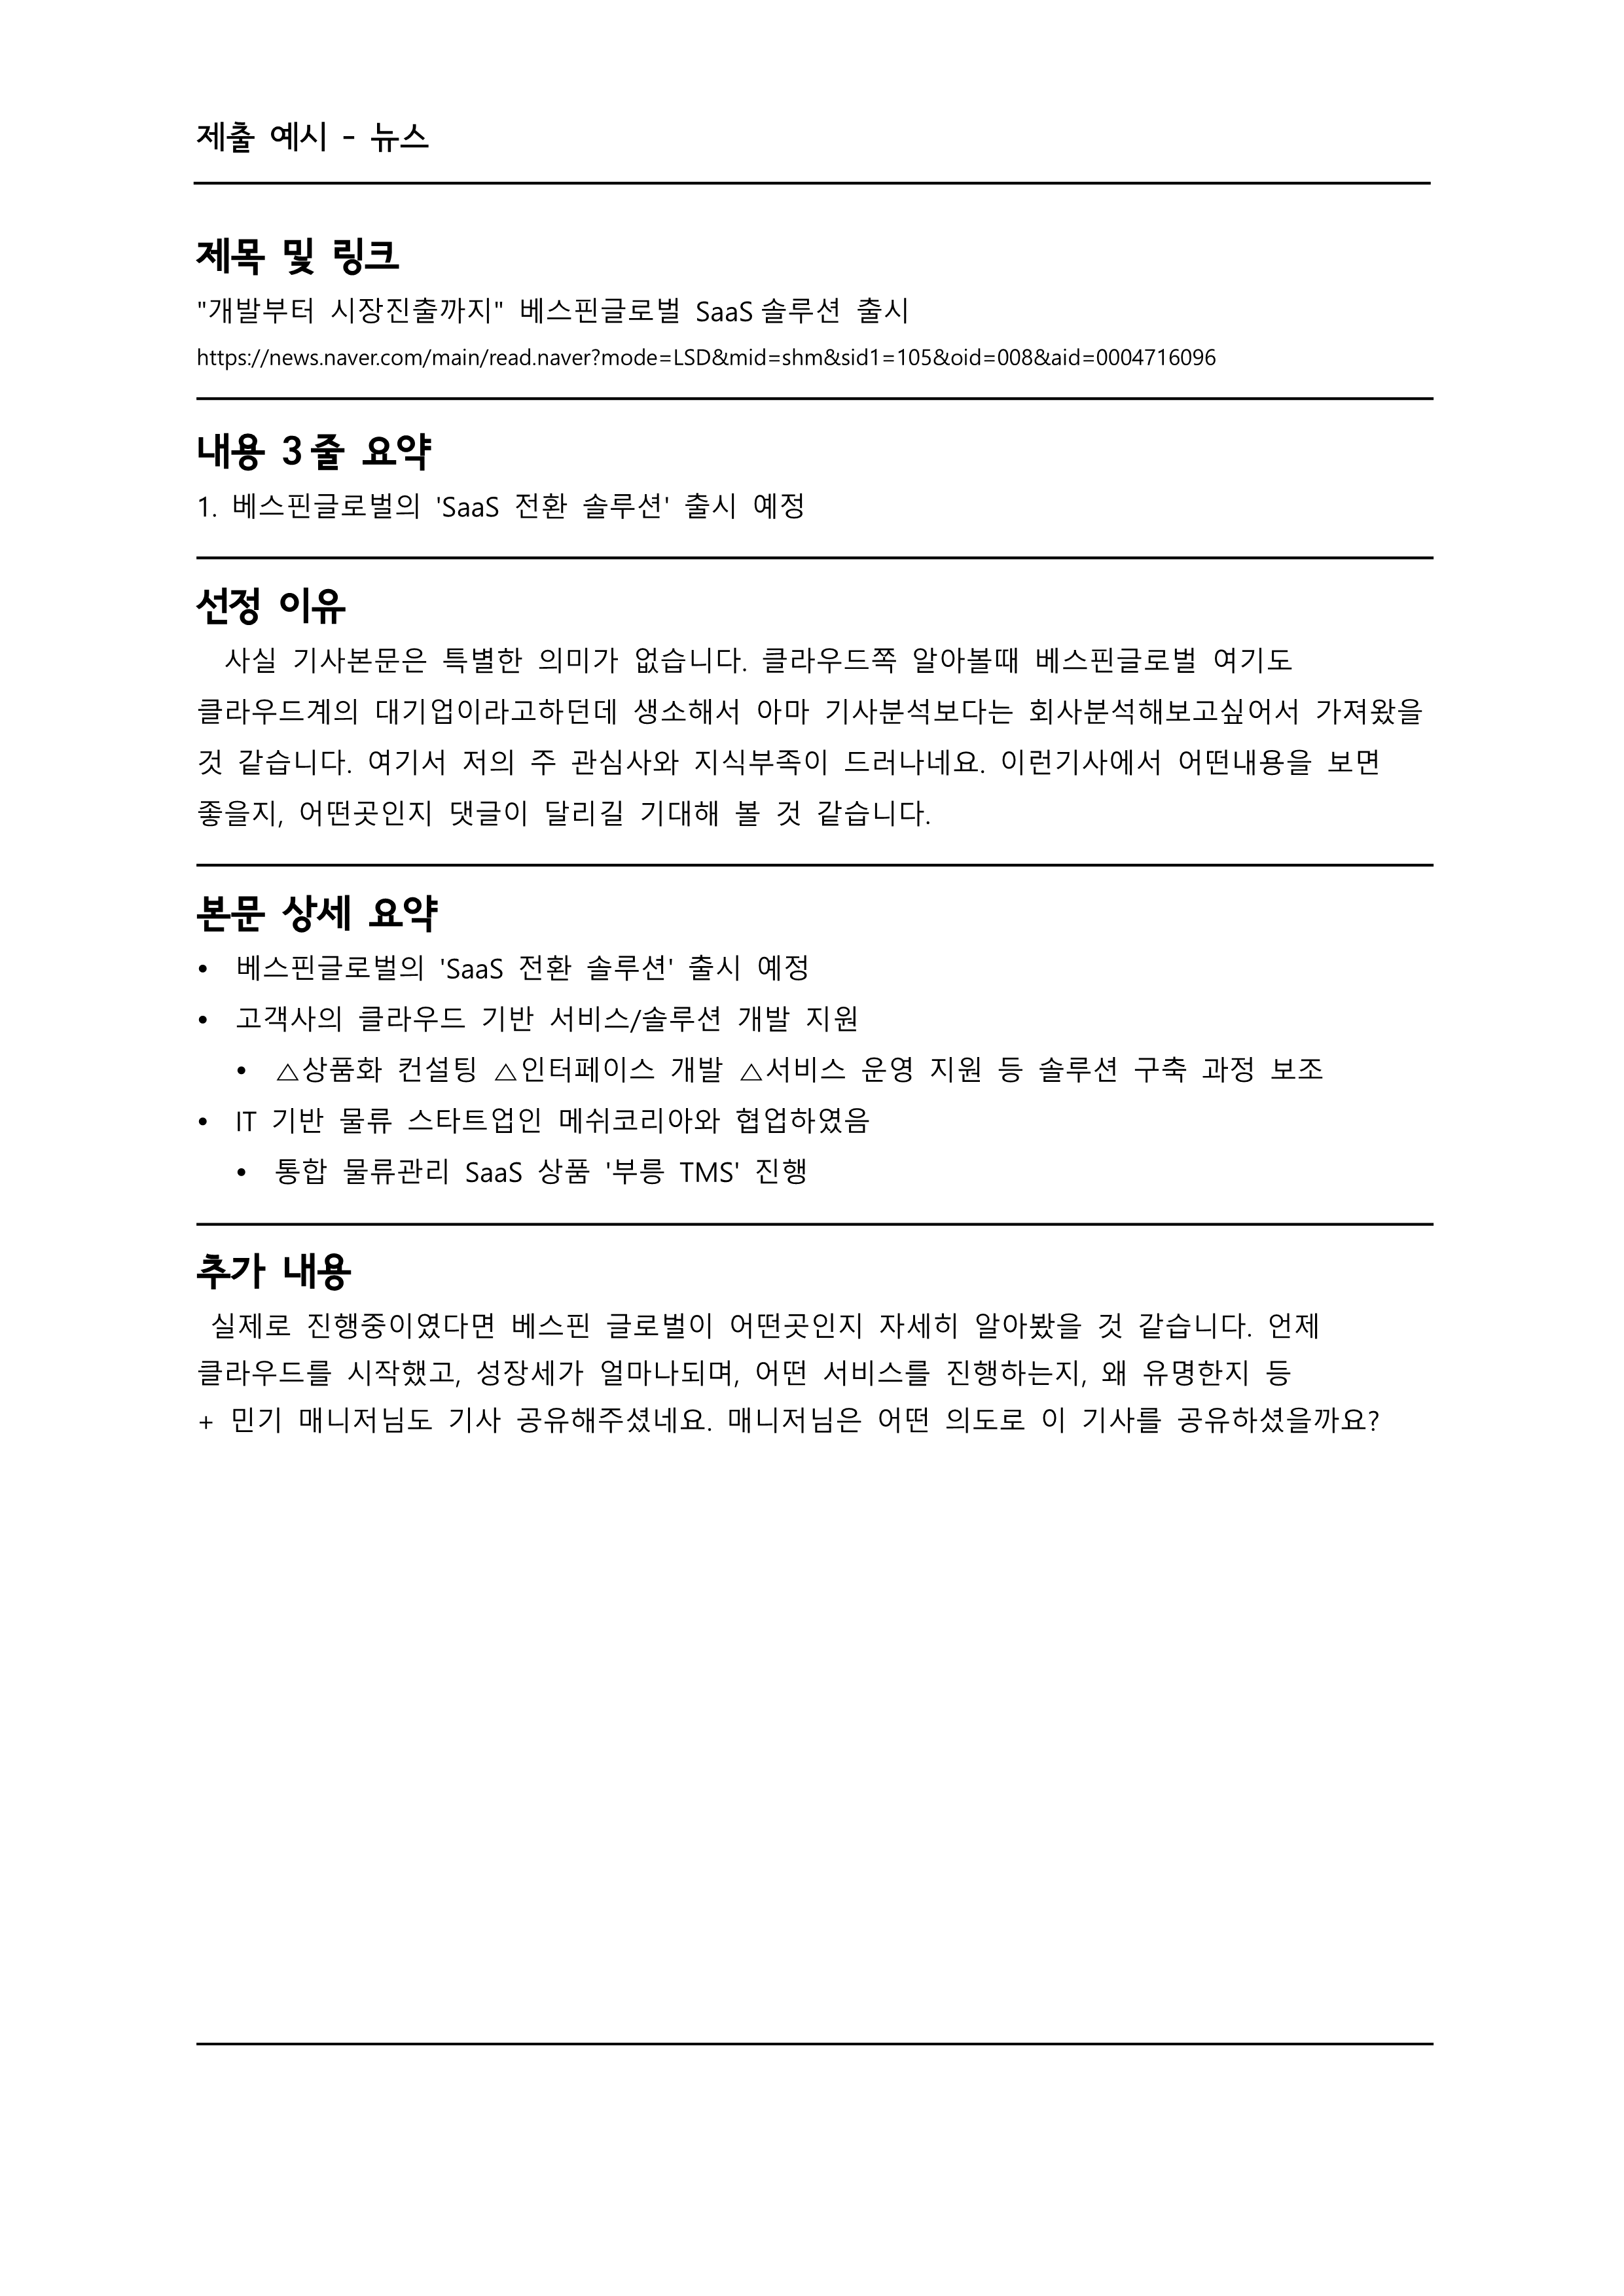 제출 예시 - 뉴스
제목 및 링크
"개발부터 시장진출까지" 베스핀글로벌 SaaS 솔루션 출시
https://news.naver.com/main/read.naver?mode=LSD&mid=shm&sid1=105&oid=008&aid=0004716096
내용 3 줄 요약
1. 베스핀글로벌의 'SaaS 전환 솔루션' 출시 예정
선정 이유
사실 기사본문은 특별한 의미가 없습니다. 클라우드쪽 알아볼때 베스핀글로벌 여기도
클라우드계의 대기업이라고하던데 생소해서 아마 기사분석보다는 회사분석해보고싶어서 가져왔을
것 같습니다. 여기서 저의 주 관심사와 지식부족이 드러나네요. 이런기사에서 어떤내용을 보면
좋을지, 어떤곳인지 댓글이 달리길 기대해 볼 것 같습니다.
본문 상세 요약
• 베스핀글로벌의 'SaaS 전환 솔루션' 출시 예정
• 고객사의 클라우드 기반 서비스/솔루션 개발 지원
• △상품화 컨설팅 △인터페이스 개발 △서비스 운영 지원 등 솔루션 구축 과정 보조
• IT 기반 물류 스타트업인 메쉬코리아와 협업하였음
• 통합 물류관리 SaaS 상품 '부릉 TMS' 진행
추가 내용
실제로 진행중이였다면 베스핀 글로벌이 어떤곳인지 자세히 알아봤을 것 같습니다. 언제
클라우드를 시작했고, 성장세가 얼마나되며, 어떤 서비스를 진행하는지, 왜 유명한지 등
+ 민기 매니저님도 기사 공유해주셨네요. 매니저님은 어떤 의도로 이 기사를 공유하셨을까요?